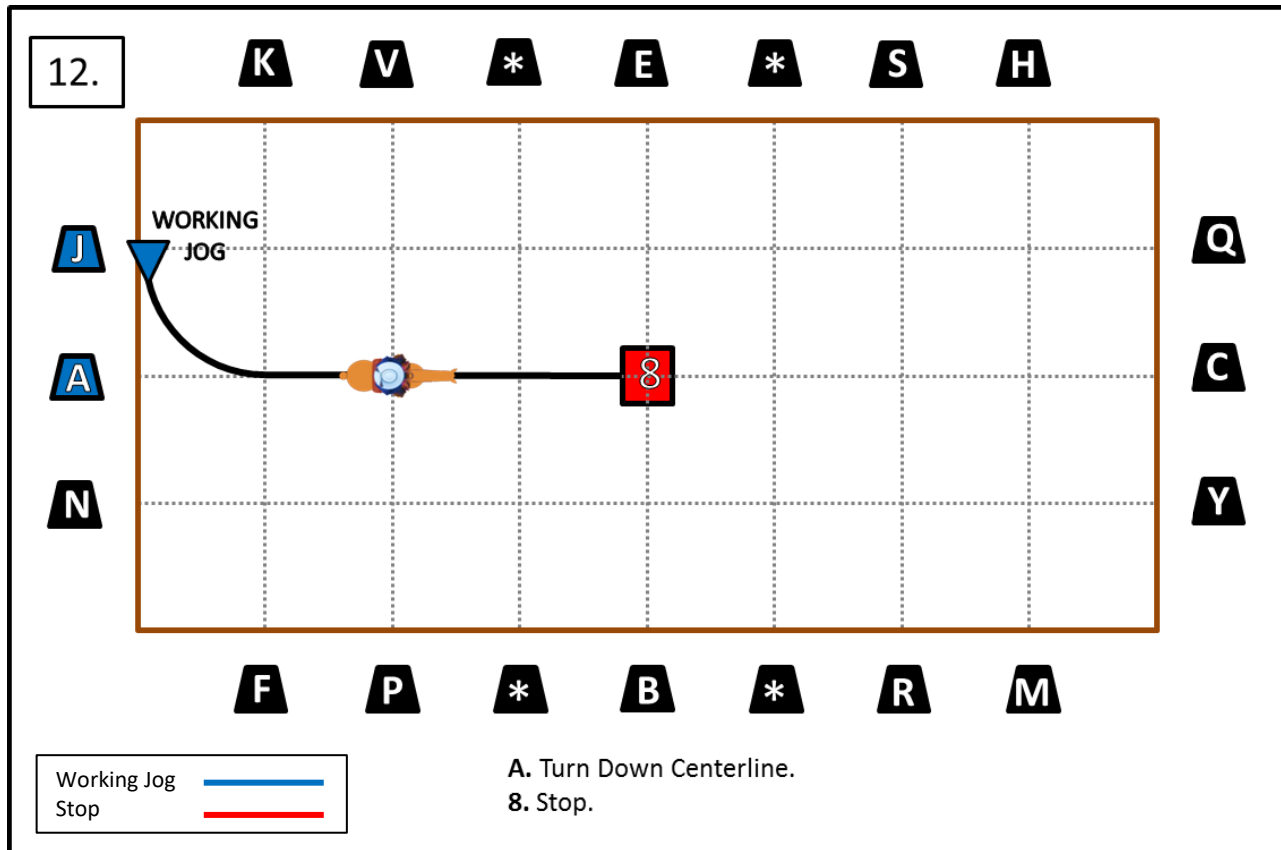 12.
K V * E * S H
WORKING
JOG
J
Q
A
8
C
N
Y
F P * B * R M
Working Jog
Stop
A. Turn Down Centerline.
8. Stop.